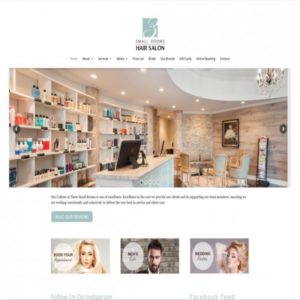 SMALL ROOMS
HAIR SALON
Home About Services Media Price List Bridal Our Brands Gift Cards Online Booking Contact
Our Culture at Three Small Rooms is one of excellence. Excellence in the care we provide our clients and in supporting our team members, ensuring we
are working consistently and cohesively to deliver the very best in service and client care.
READ OUR REVIEWS
BOOK YOUR
Appointment
MEN'S
WEDDING
Follow Us On Instagram
Facebook Feed